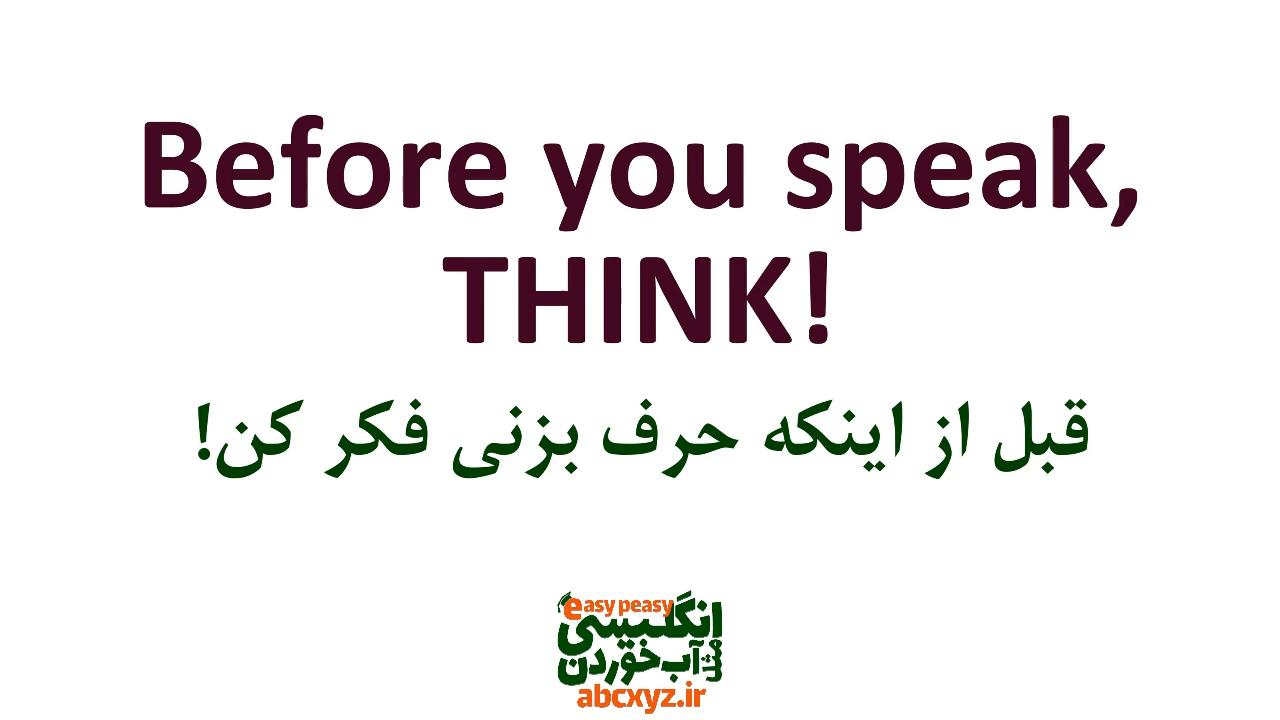 Before you speak,
THINK!
قبل از اینکه حرف بزنی فکر کن!
easy peasy
انگلیسی
مثل آب خوردن
abcxyz.ir